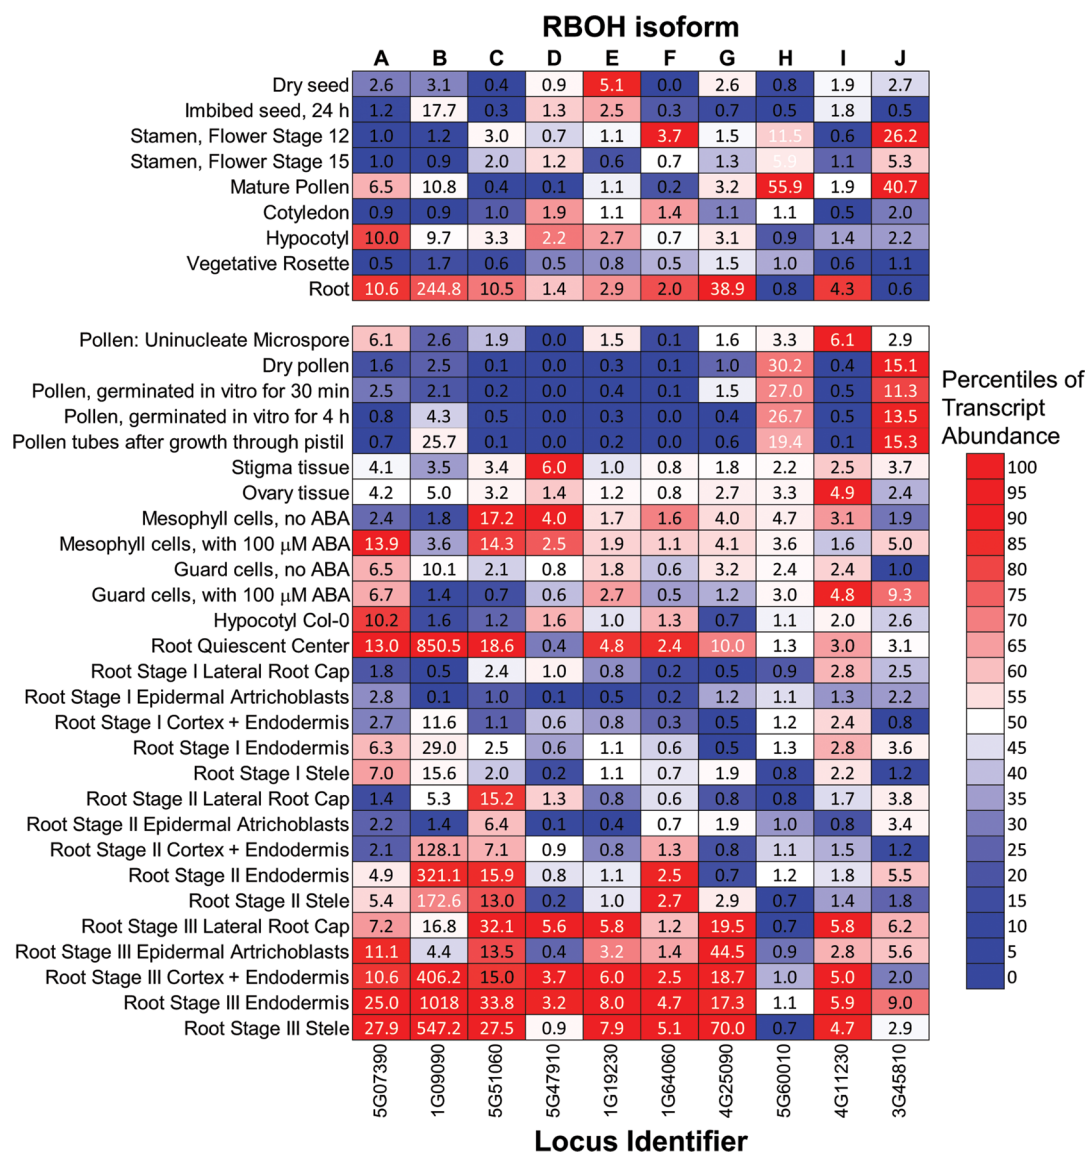 RBOH isoform
A B C D E F G H I J
Dry seed 2.6 3.1 0.4 0.9 5.1 0.0 2.6 0.8 1.9 2.7
Imbibed seed, 24 h 1.2 17.7 0.3 1.3 2.5 0.3 0.7 0.5 1.8 0.5
Stamen, Flower Stage 12 1.0 1.2 3.0 0.7 1.1 3.7 1.5 11.5 0.6 26.2
Stamen, Flower Stage 15 1.0 0.9 2.0 1.2 0.6 0.7 1.3 5.9 1.1 5.3
Mature Pollen 6.5 10.8 0.4 0.1 1.1 0.2 3.2 55.9 1.9 40.7
Cotyledon 0.9 0.9 1.0 1.9 1.1 1.4 1.1 1.1 0.5 2.0
Hypocotyl 10.0 9.7 3.3 2.2 2.7 0.7 3.1 0.9 1.4 2.2
Vegetative Rosette 0.5 1.7 0.6 0.5 0.8 0.5 1.5 1.0 0.6 1.1
Root 10.6 244.8 10.5 1.4 2.9 2.0 38.9 0.8 4.3 0.6
Pollen: Uninucleate Microspore 6.1 2.6 1.9 0.0 1.5 0.1 1.6 3.3 6.1 2.9
Dry pollen 1.6 2.5 0.1 0.0 0.3 0.1 1.0 30.2 0.4 15.1
Pollen, germinated in vitro for 30 min 2.5 2.1 0.2 0.0 0.4 0.1 1.5 27.0 0.5 11.3
Pollen, germinated in vitro for 4 h 0.8 4.3 0.5 0.0 0.3 0.0 0.4 26.7 0.5 13.5
Pollen tubes after growth through pistil 0.7 25.7 0.1 0.0 0.2 0.0 0.6 19.4 0.1 15.3
Stigma tissue 4.1 3.5 3.4 6.0 1.0 0.8 1.8 2.2 2.5 3.7
Ovary tissue 4.2 5.0 3.2 1.4 1.2 0.8 2.7 3.3 4.9 2.4
Mesophyll cells, no ABA 2.4 1.8 17.2 4.0 1.7 1.6 4.0 4.7 3.1 1.9
Mesophyll cells, with 100 μM ABA 13.9 3.6 14.3 2.5 1.9 1.1 4.1 3.6 1.6 5.0
Guard cells, no ABA 6.5 10.1 2.1 0.8 1.8 0.6 3.2 2.4 2.4 1.0
Guard cells, with 100 μM ABA 6.7 1.4 0.7 0.6 2.7 0.5 1.2 3.0 4.8 9.3
Hypocotyl Col-0 10.2 1.6 1.2 1.6 1.0 1.3 0.7 1.1 2.0 2.6
Root Quiescent Center 13.0 850.5 18.6 0.4 4.8 2.4 10.0 1.3 3.0 3.1
Root Stage I Lateral Root Cap 1.8 0.5 2.4 1.0 0.8 0.2 0.5 0.9 2.8 2.5
Root Stage I Epidermal Artrichoblasts 2.8 0.1 1.0 0.1 0.5 0.2 1.2 1.1 1.3 2.2
Root Stage I Cortex + Endodermis 2.7 11.6 1.1 0.6 0.8 0.3 0.5 1.2 2.4 0.8
Root Stage I Endodermis 6.3 29.0 2.5 0.6 1.1 0.6 0.5 1.3 2.8 3.6
Root Stage I Stele 7.0 15.6 2.0 0.2 1.1 0.7 1.9 0.8 2.2 1.2
Root Stage II Lateral Root Cap 1.4 5.3 15.2 1.3 0.8 0.6 0.8 0.8 1.7 3.8
Root Stage II Epidermal Atrichoblasts 2.2 1.4 6.4 0.1 0.4 0.7 1.9 1.0 0.8 3.4
Root Stage II Cortex + Endodermis 2.1 128.1 7.1 0.9 0.8 1.3 0.8 1.1 1.5 1.2
Root Stage II Endodermis 4.9 321.1 15.9 0.8 1.1 2.5 0.7 1.2 1.8 5.5
Root Stage II Stele 5.4 172.6 13.0 0.2 1.0 2.7 2.9 0.7 1.4 1.8
Root Stage III Lateral Root Cap 7.2 16.8 32.1 5.6 5.8 1.2 19.5 0.7 5.8 6.2
Root Stage III Epidermal Artrichoblasts 11.1 4.4 13.5 0.4 3.2 1.4 44.5 0.9 2.8 5.6
Root Stage III Cortex + Endodermis 10.6 406.2 15.0 3.7 6.0 2.5 18.7 1.0 5.0 2.0
Root Stage III Endodermis 25.0 1018 33.8 3.2 8.0 4.7 17.3 1.1 5.9 9.0
Root Stage III Stele 27.9 547.2 27.5 0.9 7.9 5.1 70.0 0.7 4.7 2.9
5G07390 1G09090 5G51060 5G47910 1G19230 1G64060 4G25090 5G60010 4G11230 3G45810
Locus Identifier
Percentiles of
Transcript
Abundance
100
95
90
85
80
75
70
65
60
55
50
45
40
35
30
25
20
15
10
5
0